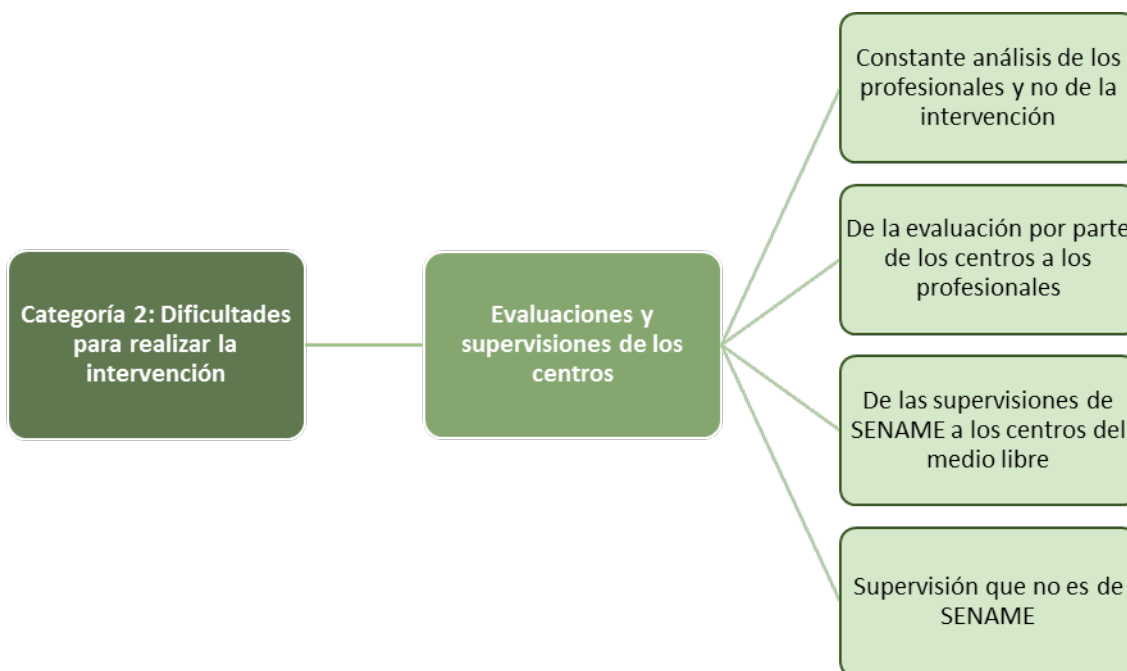 Categoría 2: Dificultades
para realizar la
intervención
Evaluaciones y
supervisiones de los
centros
Constante análisis de los
profesionales y no de la
intervención
De la evaluación por parte
de los centros a los
profesionales
De las supervisiones de
SENAME a los centros del
medio libre
Supervisión que no es de
SENAME